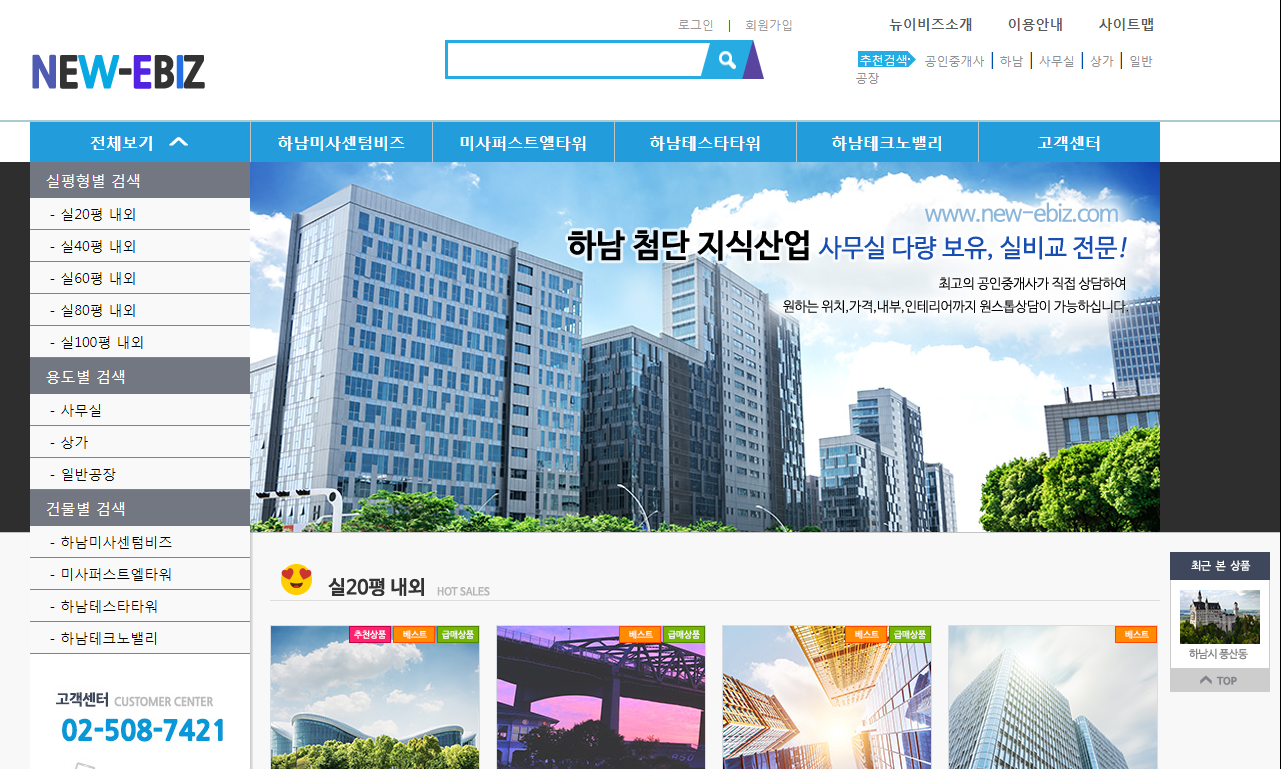 로그인 | 회원가입
뉴이비즈소개 이용안내 사이트맵
NEW-EBIZ
추천검색 공인중개사 하남 사무실 상가 일반
공장
전체보기 하남미사센텀비즈 미사퍼스트엘타워 하남테스타타워 하남테크노밸리 고객센터
실평형별 검색
- 실20평 내외
- 실40평 내외
- 실60평 내외
- 실80평 내외
- 실100평 내외
용도별 검색
- 사무실
- 상가
- 일반공장
건물별 검색
- 하남미사센텀비즈
- 미사퍼스트엘타워
- 하남테스타타워
- 하남테크노밸리
고객센터 CUSTOMER CENTER
02-508-7421
www.new-ebiz.com
하남 첨단 지식산업 사무실 다량 보유, 실비교 전문!
최고의 공인중개사가 직접 상담하여
원하는 위치,가격,내부,인테리어까지 원스톱상담이 가능하십니다.
실20평 내외 HOT SALES
추천상품 베스트 급매상품
베스트 급매상품
베스트 급매상품
베스트
최근 본 상품
하남시 풍산동
TOP